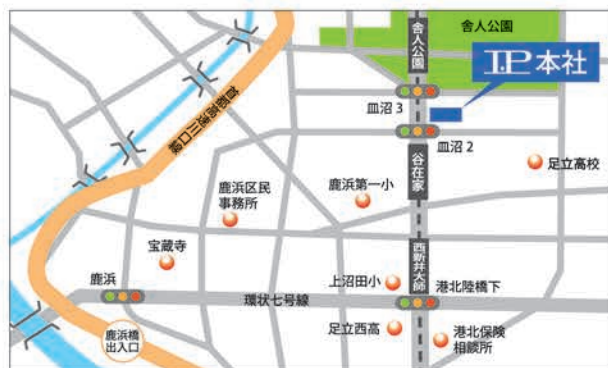 舎人公園
舎人公園
I.P 本社
首都高速川口線
皿沼 3
皿沼 2
足立高校
谷在家
鹿浜区民
事務所
鹿浜第一小
宝蔵寺
西新井大師
鹿浜
上沼田小
港北陸橋下
環状七号線
鹿浜橋
出入口
足立西高
港北保険
相談所